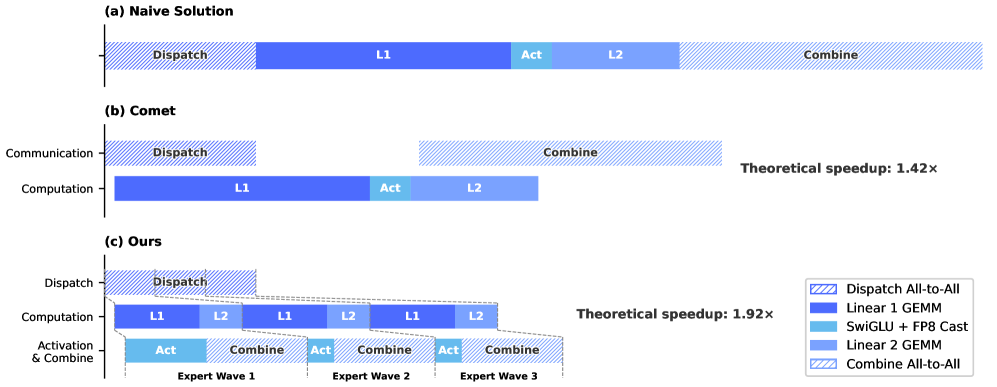 (a) Naive Solution
Dispatch L1 Act L2 Combine
(b) Comet
Communication Dispatch Combine
Theoretical speedup: 1.42×
Computation L1 Act L2
(c) Ours
Dispatch Dispatch
Computation L1 L2 L1 L2 L1 L2
Theoretical speedup: 1.92×
Activation
& Combine
Act Combine Act Combine Act Combine
Expert Wave 1 Expert Wave 2 Expert Wave 3
Dispatch All-to-All
Linear 1 GEMM
SwiGLU + FP8 Cast
Linear 2 GEMM
Combine All-to-All